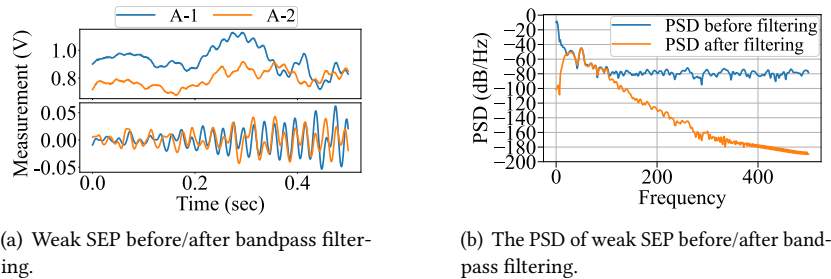 A-1 A-2
1.0
0.8
0.05
0.00
-0.05
Measurement (V)
0.0 0.2 0.4
Time (sec)
(a) Weak SEP before/after bandpass filter-
ing.
0
−20
−40
−60
−80
−100
−120
−140
−160
−180
−200
PSD (dB/Hz)
PSD before filtering
PSD after filtering
0 200 400
Frequency
(b) The PSD of weak SEP before/after band-
pass filtering.